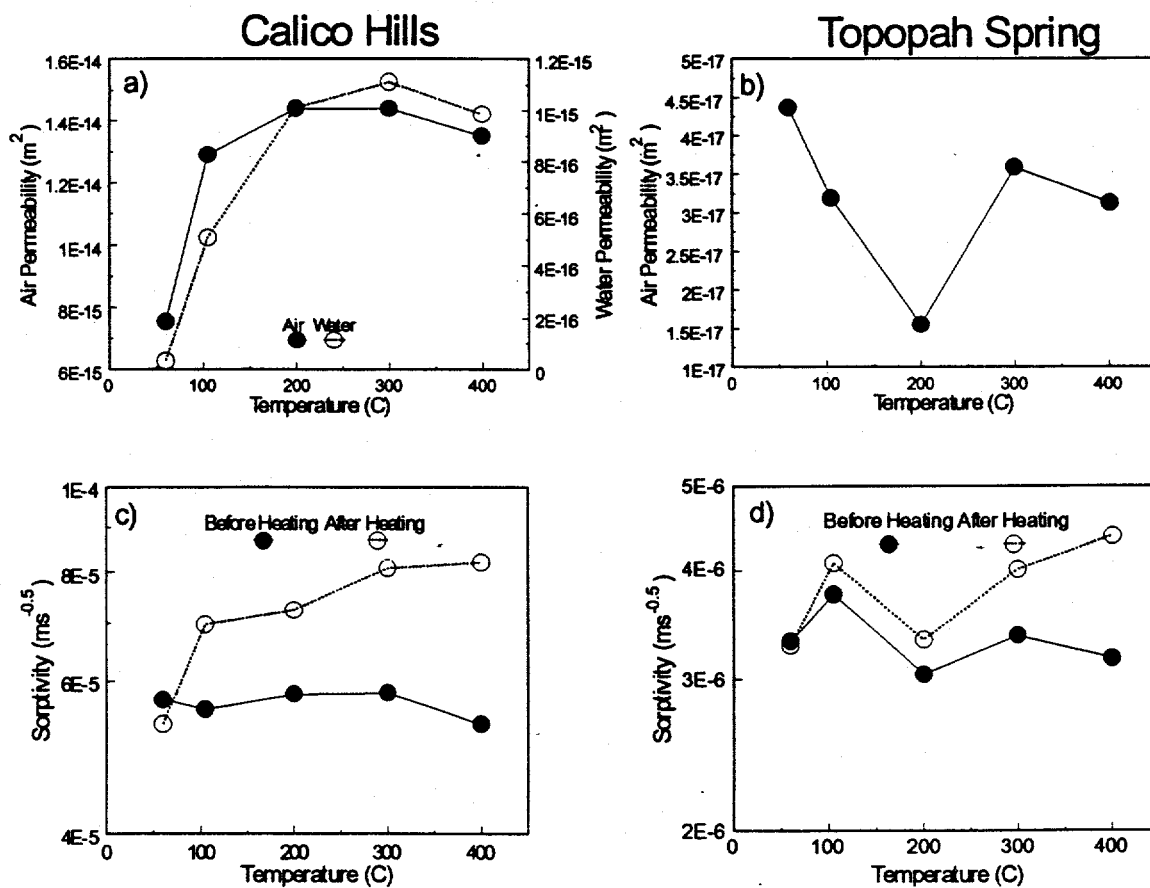 Calico Hills
Topopah Spring
a)
1.6E-14
1.4E-14
1.2E-14
1E-14
8E-15
6E-15
Air Permeability (m²)
1.2E-15
1E-15
8E-16
6E-16
4E-16
2E-16
0
Water Permeability (m²)
Air Water
0 100 200 300 400
Temperature (C)
b)
5E-17
4.5E-17
4E-17
3.5E-17
3E-17
2.5E-17
2E-17
1.5E-17
1E-17
Air Permeability (m²)
0 100 200 300 400
Temperature (C)
c)
1E-4
8E-5
6E-5
4E-5
Sorptivity (ms^-0.5)
Before Heating After Heating
0 100 200 300 400
Temperature (C)
d)
5E-6
4E-6
3E-6
2E-6
Sorptivity (ms^-0.5)
Before Heating After Heating
0 100 200 300 400
Temperature (C)